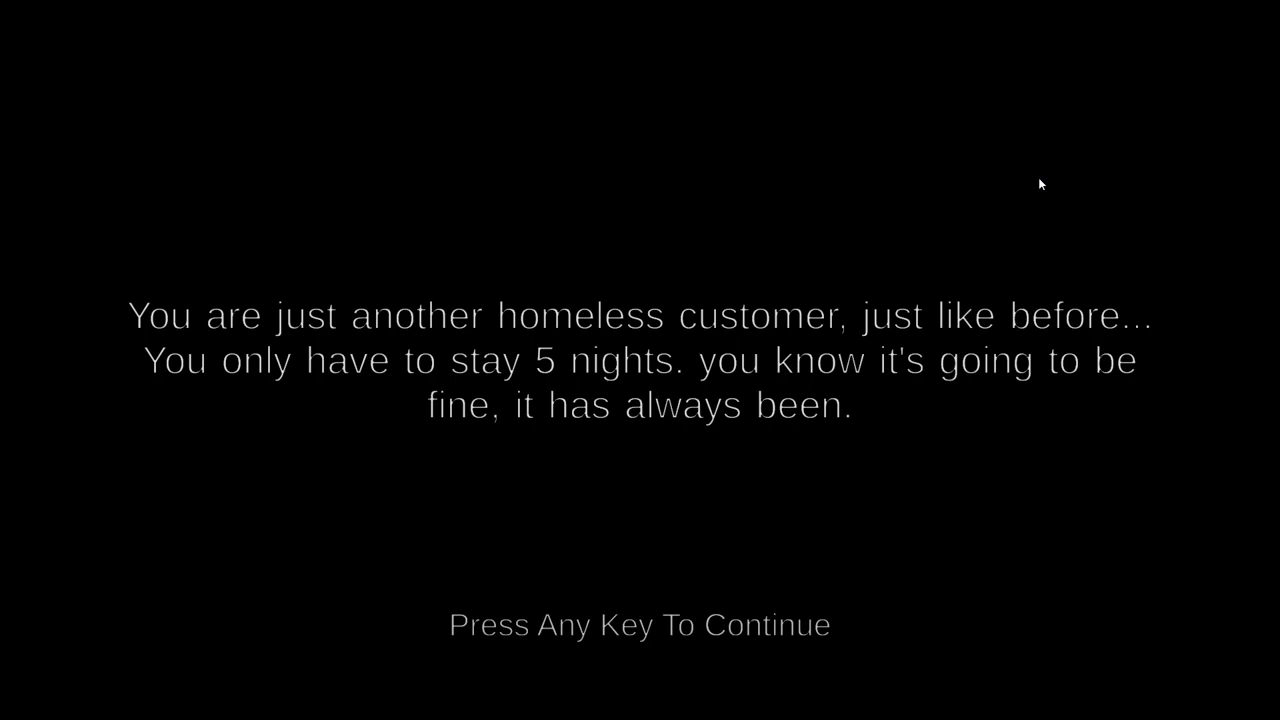 You are just another homeless customer, just like before...
You only have to stay 5 nights. you know it's going to be
fine, it has always been.
Press Any Key To Continue